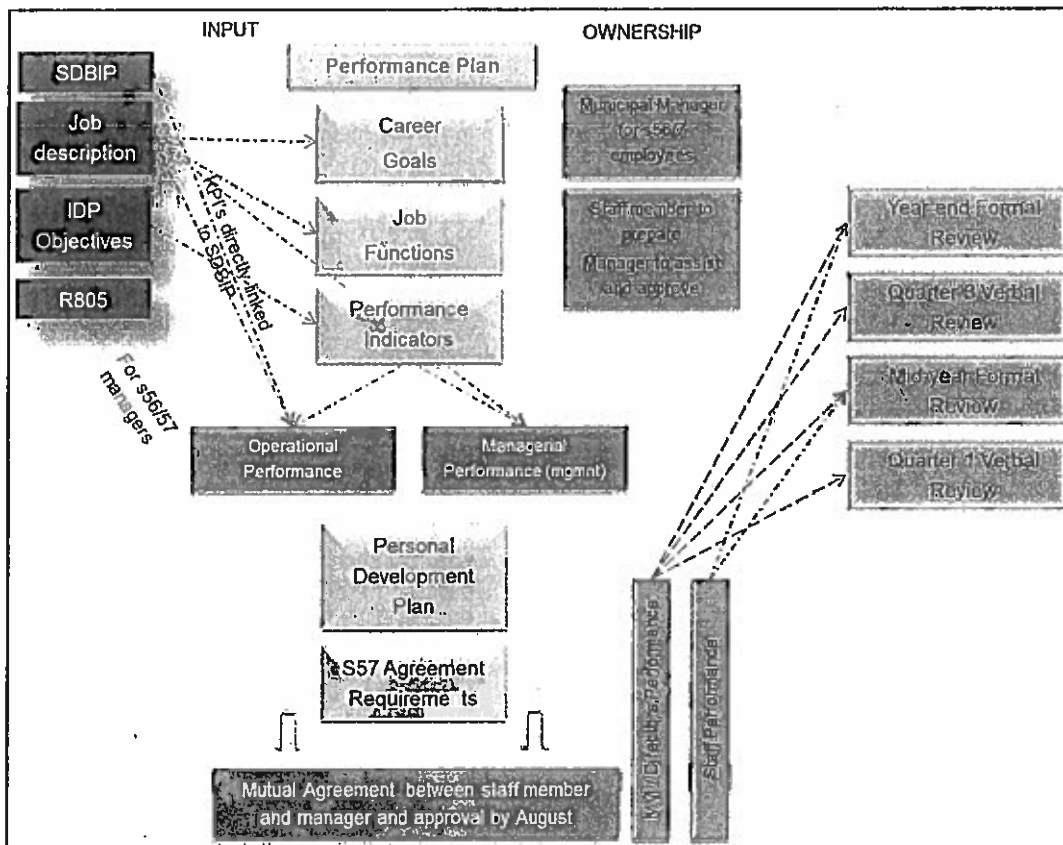 INPUT
OWNERSHIP
SDBIP
Job
description
IDP
Objectives
R805
For s56/57
managers
KPI's directly linked
to SDBIP
Performance Plan
Career
Goals
Job
Functions
Performance
Indicators
Operational
Performance
Managerial
Performance (mgmnt)
Personal
Development
Plan
S57 Agreement
Requireme ts
Mutual Agreement between staff member
and manager and approval by August
Municipal Manager
for s56/
employees
Staff member to
prepare
Manager to assist
and approve
Performance
Staff Performance
Year-end Formal
Review
Quarter 3 Verbal
Review
Mid-year Formal
Review
Quarter 1 Verbal
Review